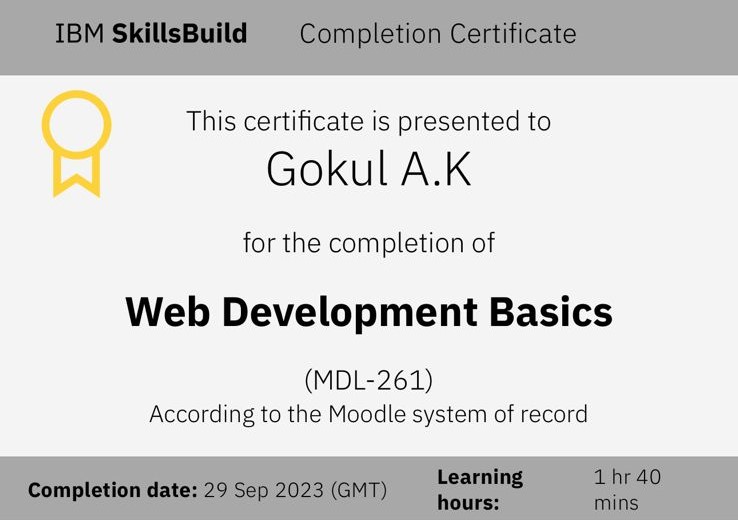 IBM SkillsBuild Completion Certificate
This certificate is presented to
Gokul A.K
for the completion of
Web Development Basics
(MDL-261)
According to the Moodle system of record
Completion date: 29 Sep 2023 (GMT)
Learning hours:
1 hr 40 mins